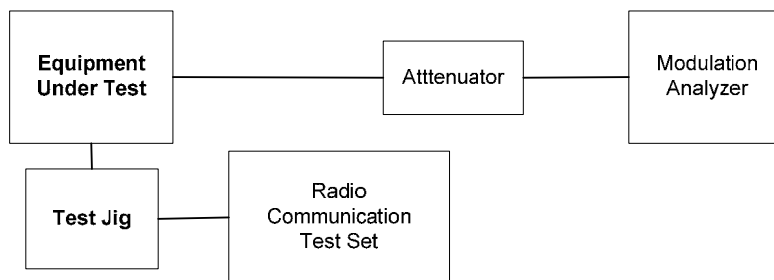 Equipment
Under Test
Atttenuator
Modulation
Analyzer
Test Jig
Radio
Communication
Test Set